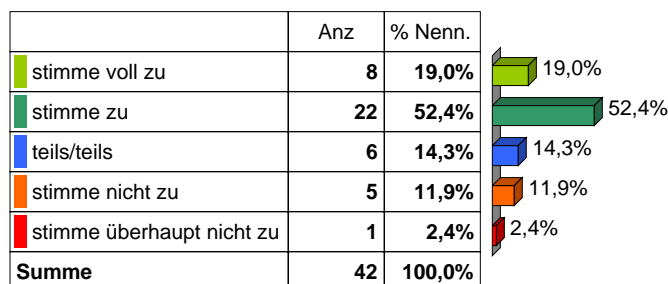 Anz % Nenn.
stimme voll zu 8 19,0% 19,0%
stimme zu 22 52,4% 52,4%
teils/teils 6 14,3% 14,3%
stimme nicht zu 5 11,9% 11,9%
stimme überhaupt nicht zu 1 2,4% 2,4%
Summe 42 100,0%